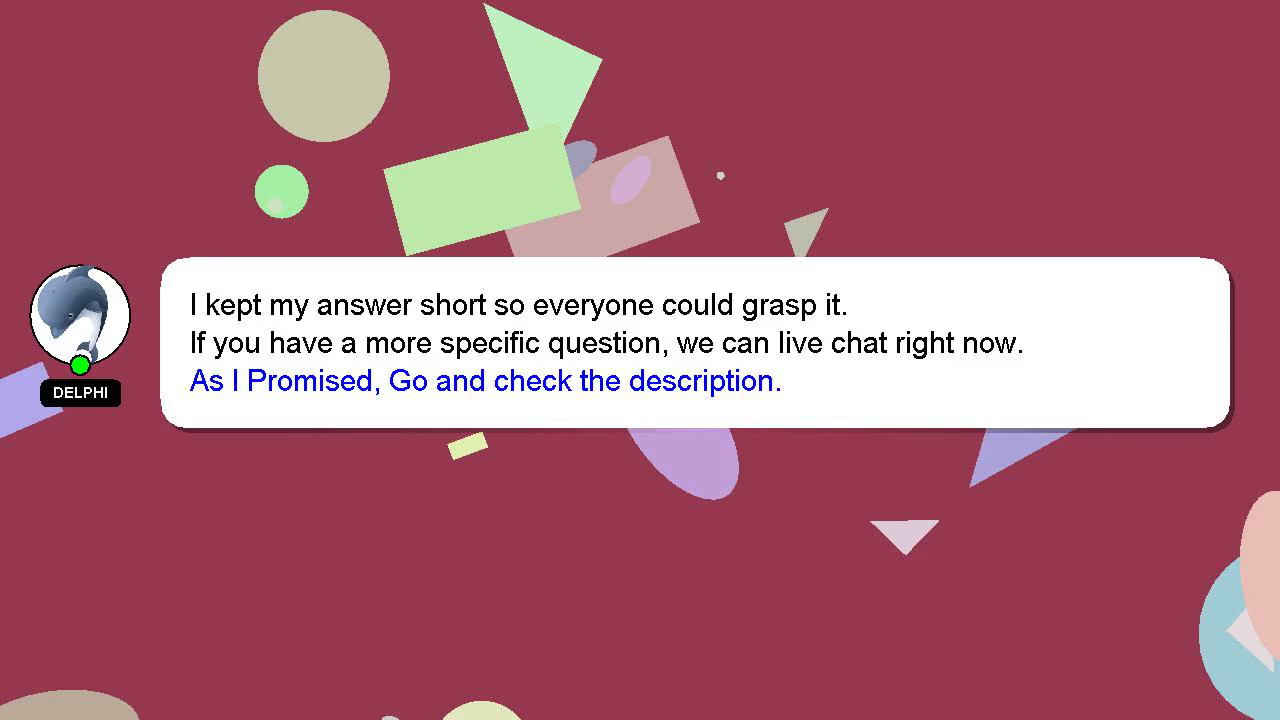 I kept my answer short so everyone could grasp it.
If you have a more specific question, we can live chat right now.
As I Promised, Go and check the description.
DELPHI